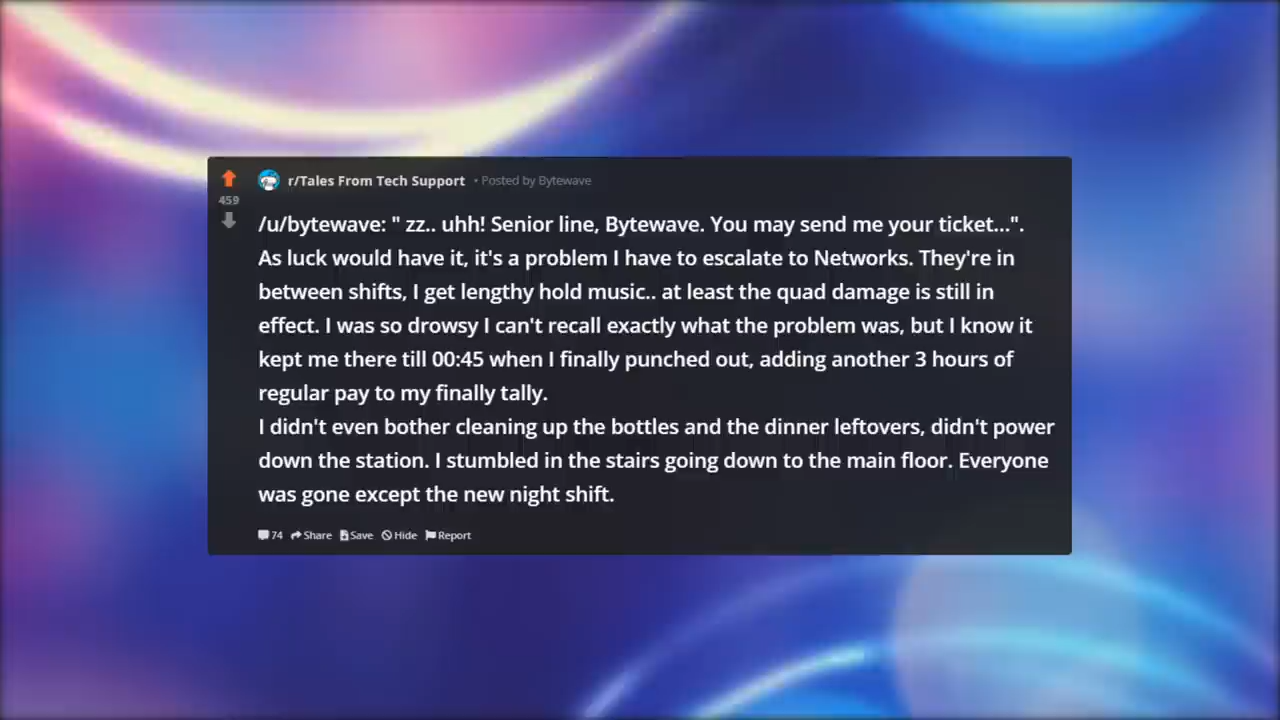 r/Tales From Tech Support • Posted by Bytewave
459
/u/bytewave: " zz.. uhh! Senior line, Bytewave. You may send me your ticket...".
As luck would have it, it's a problem I have to escalate to Networks. They're in
between shifts, I get lengthy hold music.. at least the quad damage is still in
effect. I was so drowsy I can't recall exactly what the problem was, but I know it
kept me there till 00:45 when I finally punched out, adding another 3 hours of
regular pay to my finally tally.
I didn't even bother cleaning up the bottles and the dinner leftovers, didn't power
down the station. I stumbled in the stairs going down to the main floor. Everyone
was gone except the new night shift.
74 Share Save Hide Report